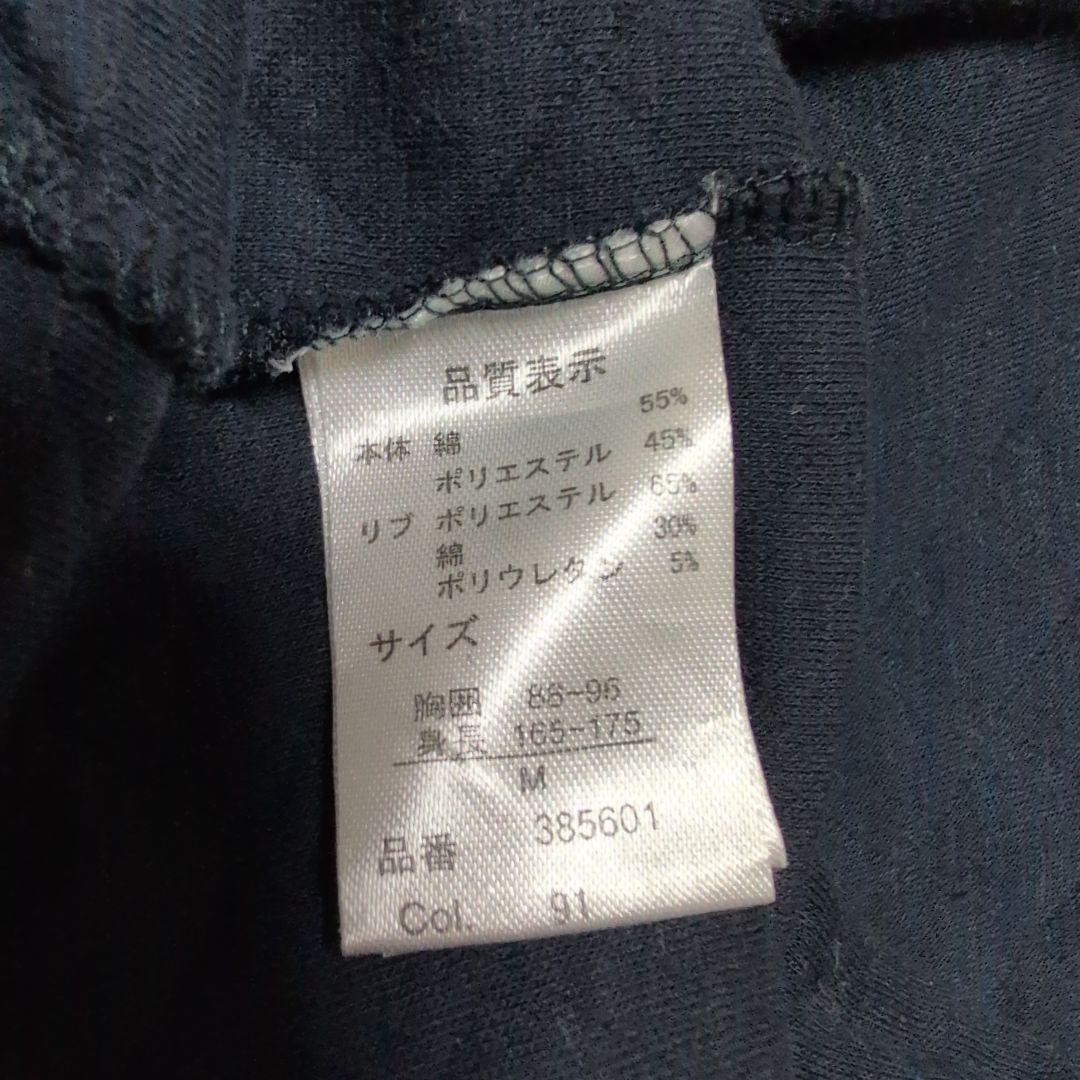 品質表示
本体 綿 55%
ポリエステル 45%
リブ ポリエステル 65%
綿 30%
ポリウレタン 5%
サイズ
胸囲 88-96
身長 165-175
M
品番 385601
Col. 91